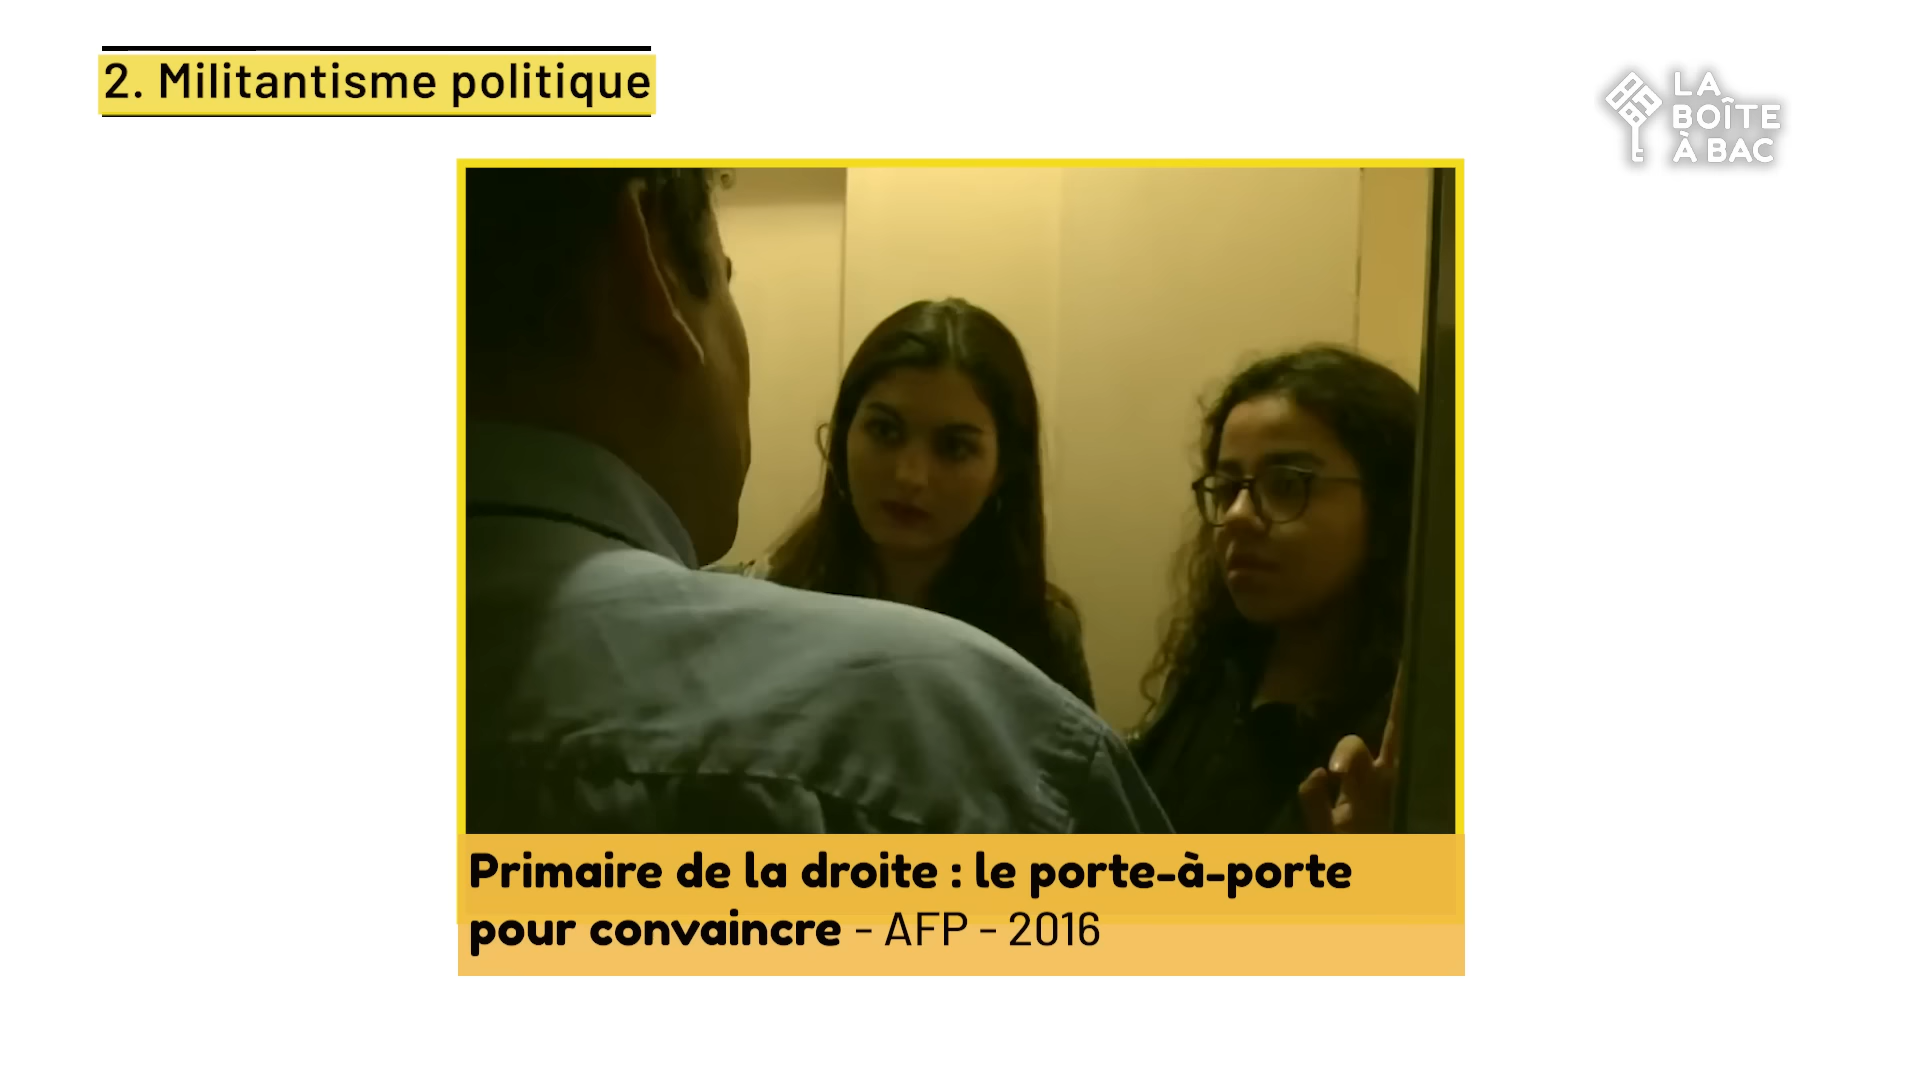 2. Militantisme politique
LA
BOÎTE
À BAC
Primaire de la droite : le porte-à-porte
pour convaincre - AFP - 2016